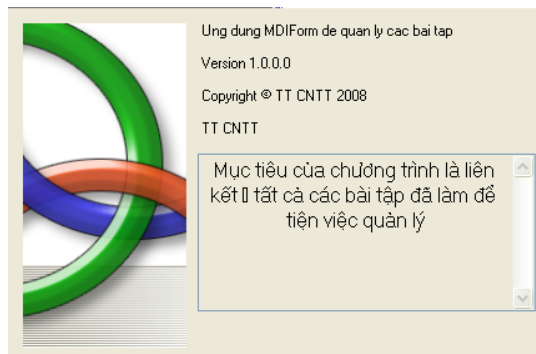 Ung dung MDIForm de quan ly cac bai tap
Version 1.0.0.0
Copyright © TT CNTT 2008
TT CNTT
Mục tiêu của chương trình là liên
kết tất cả các bài tập đã làm để
tiện việc quản lý